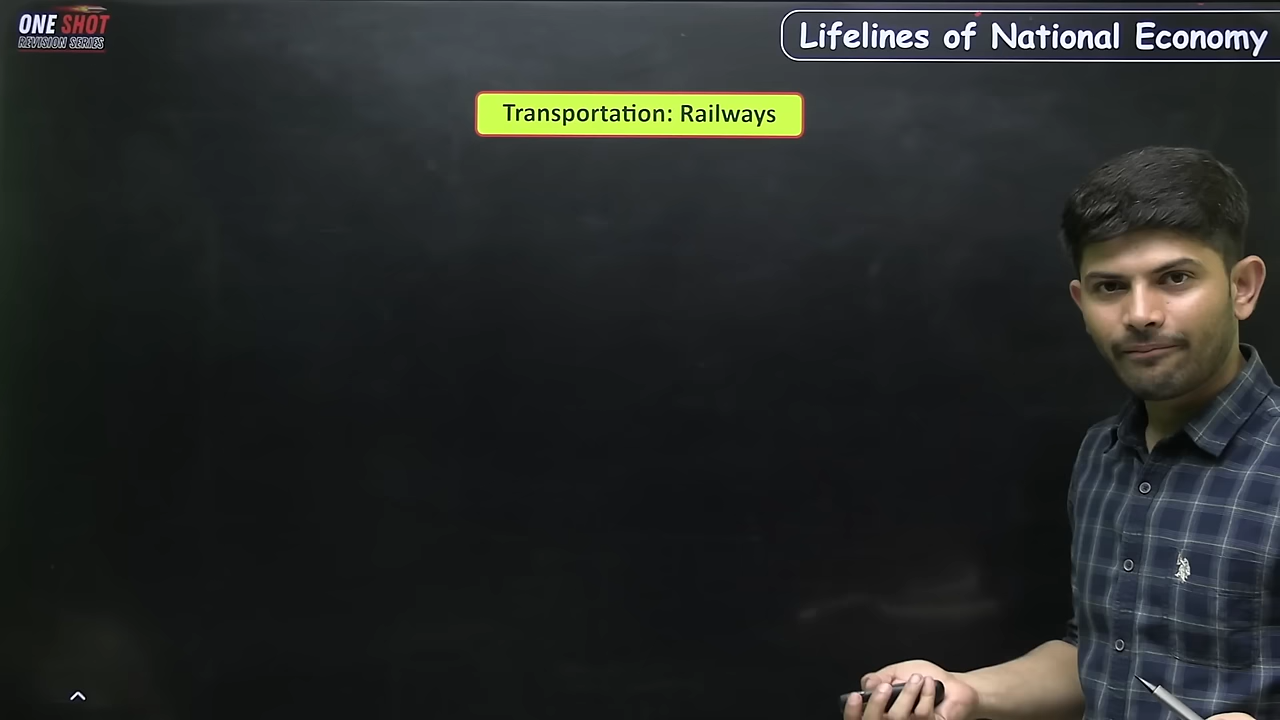 ONE SHOT
REVISION SERIES
Lifelines of National Economy
Transportation: Railways